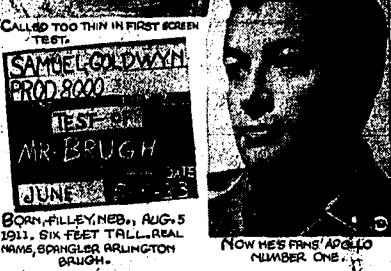 CALLED TOO THIN IN FIRST SCREEN
TEST.
SAMUEL GOLDWYN
PROD. 8000
TEST OF
MR. BRUGH
DATE
JUNE
BORN, FILLEY, NEB., AUG. 5
1911. SIX FEET TALL. REAL
NAME, SPANGLER ARLINGTON
BRUGH.
NOW HE'S FANS' APOLLO
NUMBER ONE.